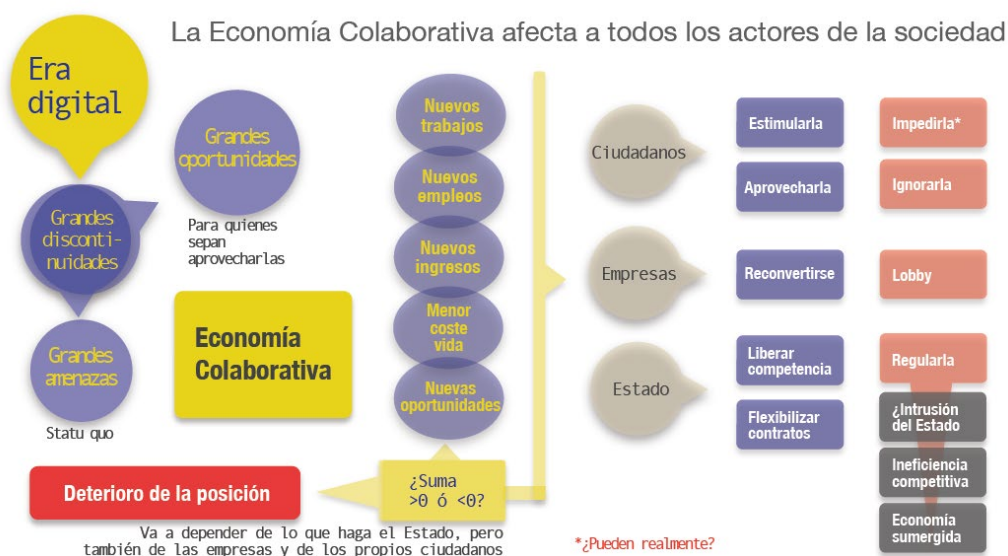 La Economía Colaborativa afecta a todos los actores de la sociedad
Era
digital
Grandes
oportunidades
Para quienes
sepan
aprovecharlas
Grandes
disconti-
nuidades
Grandes
amenazas
Statu quo
Economía
Colaborativa
Nuevos
trabajos
Nuevos
empleos
Nuevos
ingresos
Menor
coste
vida
Nuevas
oportunidades
¿Suma
>0 ó <0?
Deterioro de la posición
Va a depender de lo que haga el Estado, pero
también de las empresas y de los propios ciudadanos
Ciudadanos
Estimularla
Impedirla*
Aprovecharla
Ignorarla
Empresas
Reconvertirse
Lobby
Estado
Liberar
competencia
Regularla
Flexibilizar
contratos
¿Intrusión
del Estado
Ineficiencia
competitiva
Economía
sumergida
*¿Pueden realmente?